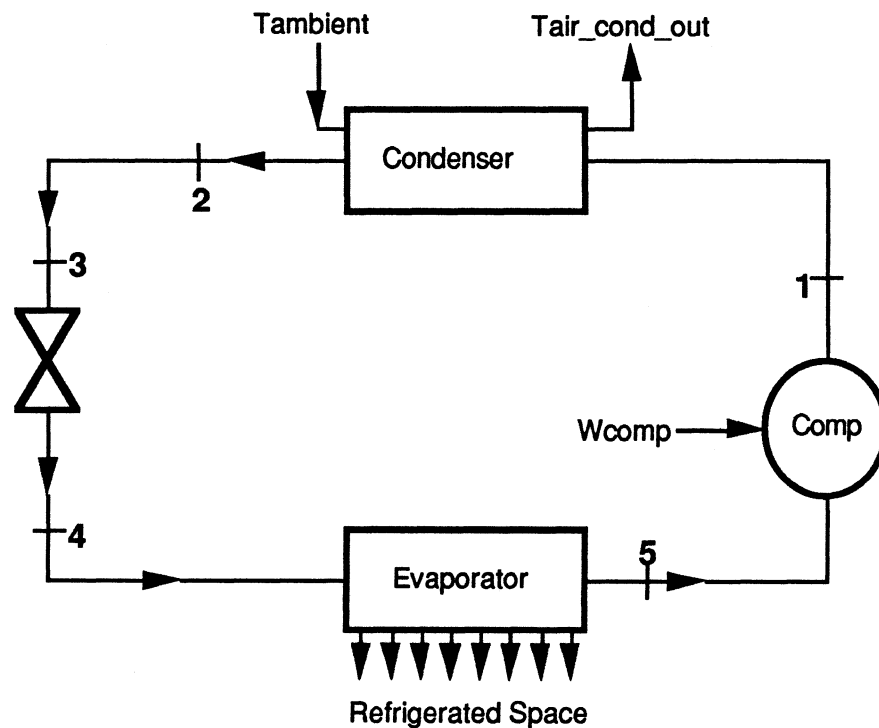 Tambient
Tair_cond_out
Condenser
2
3
1
Wcomp
Comp
4
5
Evaporator
Refrigerated Space